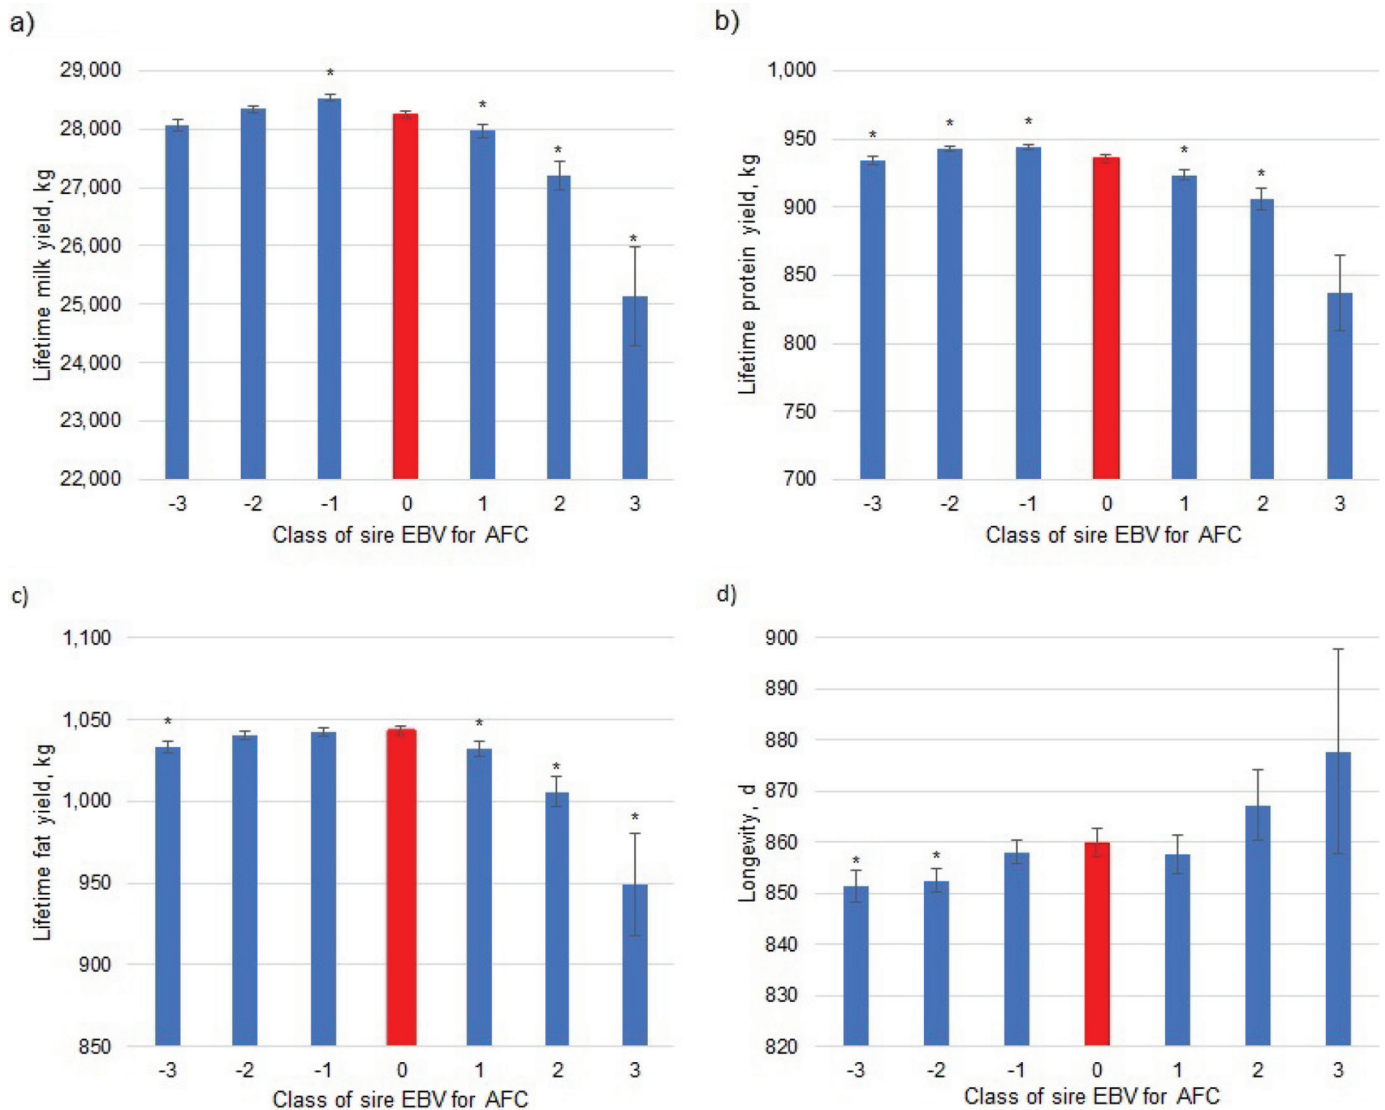 a)
Lifetime milk yield, kg
29,000
28,000
27,000
26,000
25,000
24,000
23,000
22,000
* * * *
-3 -2 -1 0 1 2 3
Class of sire EBV for AFC
b)
Lifetime protein yield, kg
1,000
950
900
850
800
750
700
* * * * *
-3 -2 -1 0 1 2 3
Class of sire EBV for AFC
c)
Lifetime fat yield, kg
1,100
1,050
1,000
950
900
850
* * * *
-3 -2 -1 0 1 2 3
Class of sire EBV for AFC
d)
Longevity, d
900
890
880
870
860
850
840
830
820
* *
-3 -2 -1 0 1 2 3
Class of sire EBV for AFC